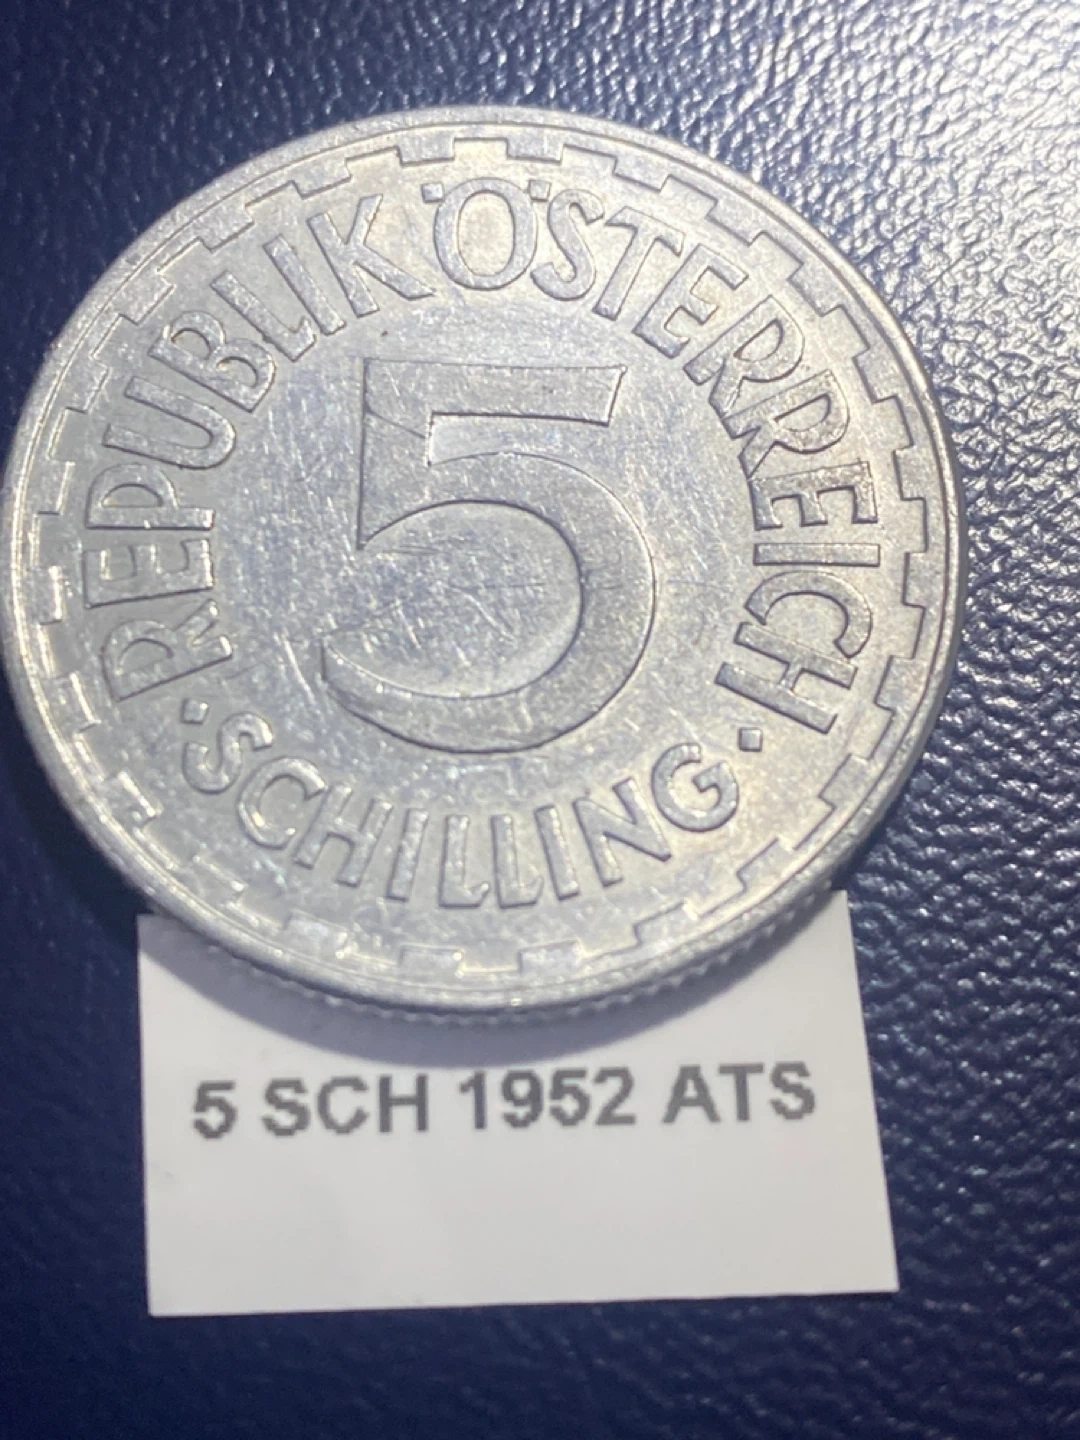 REPUBLIK ÖSTERREICH
5
·SCHILLING·
5 SCH 1952 ATS